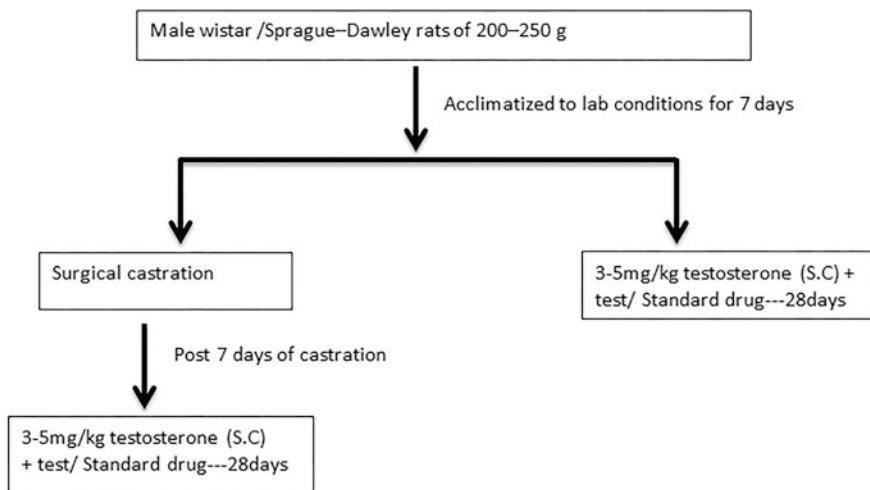 Male wistar /Sprague–Dawley rats of 200–250 g
Acclimatized to lab conditions for 7 days
Surgical castration
3-5mg/kg testosterone (S.C) +
test/ Standard drug---28days
Post 7 days of castration
3-5mg/kg testosterone (S.C)
+ test/ Standard drug---28days